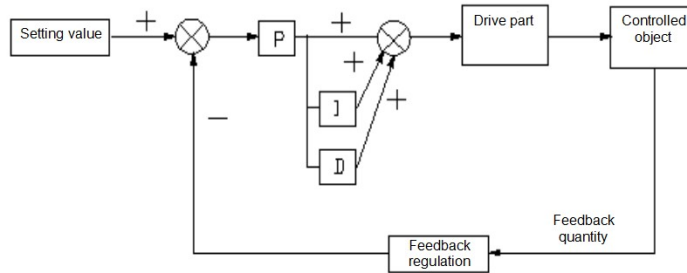 Setting value
+
P
+
Drive part
Controlled
object
+
I
+
−
D
Feedback
quantity
Feedback
regulation